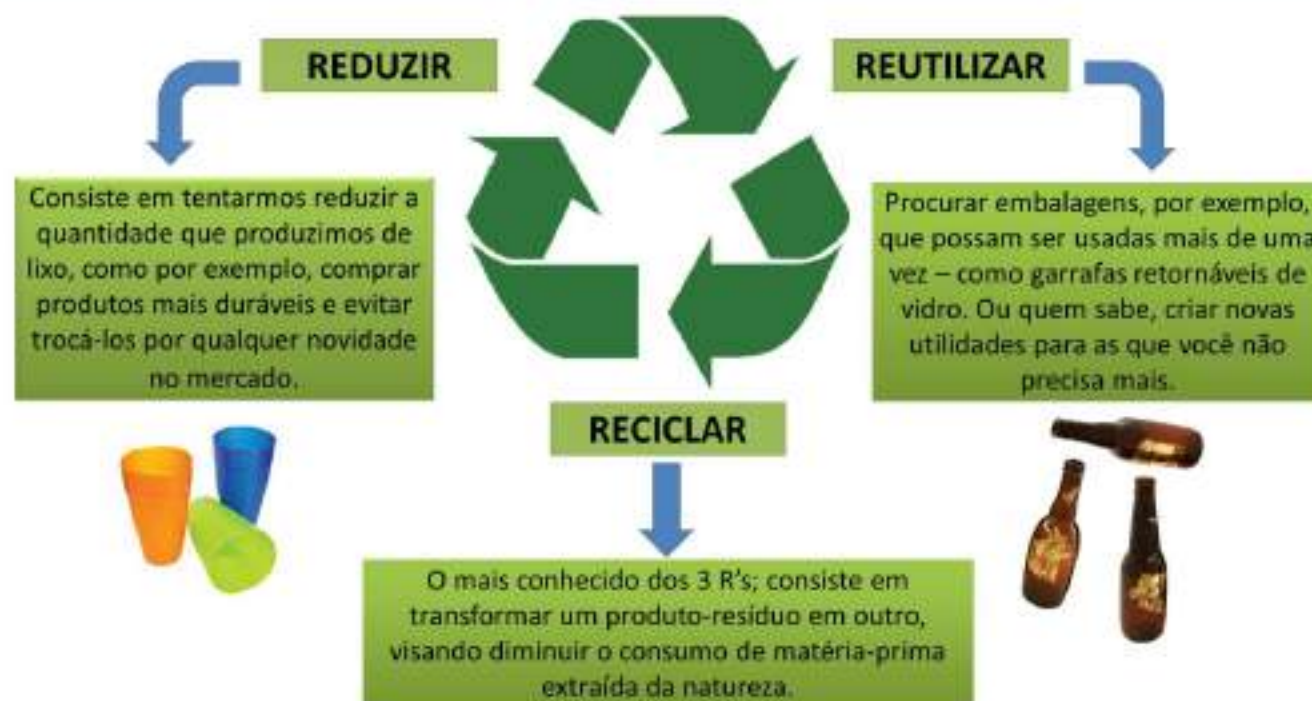 REDUZIR
Consiste em tentarmos reduzir a
quantidade que produzimos de
lixo, como por exemplo, comprar
produtos mais duráveis e evitar
trocá-los por qualquer novidade
no mercado.
REUTILIZAR
Procurar embalagens, por exemplo,
que possam ser usadas mais de uma
vez – como garrafas retornáveis de
vidro. Ou quem sabe, criar novas
utilidades para as que você não
precisa mais.
RECICLAR
O mais conhecido dos 3 R's; consiste em
transformar um produto-resíduo em outro,
visando diminuir o consumo de matéria-prima
extraída da natureza.